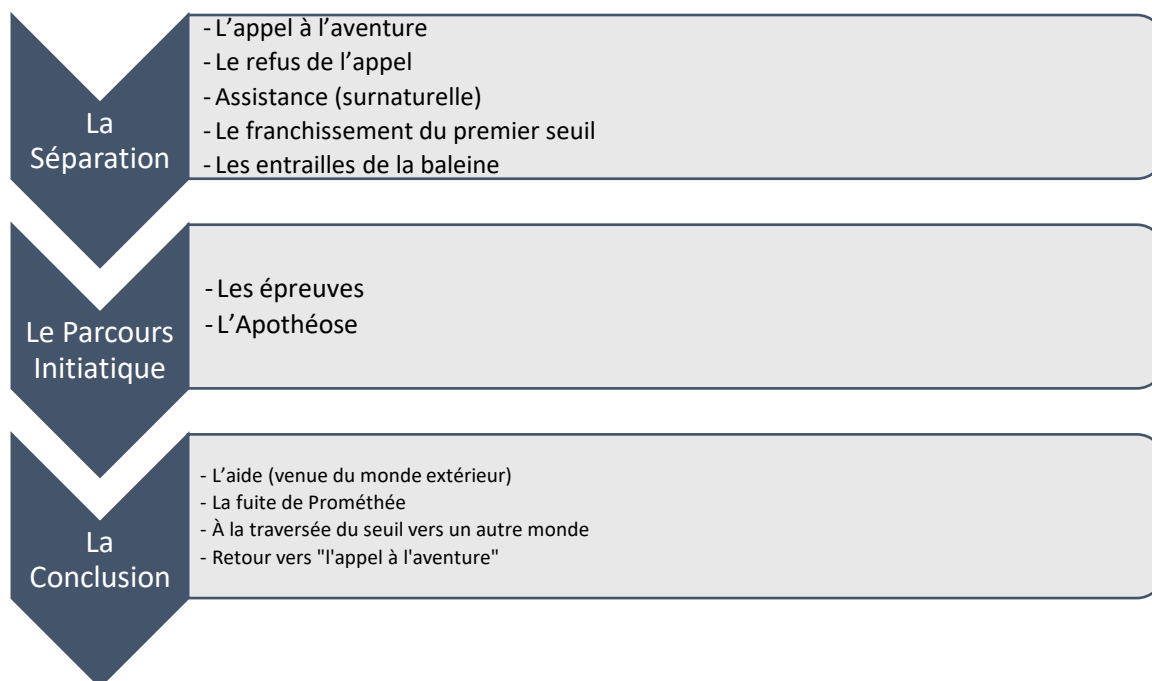 La
Séparation
- L’appel à l’aventure
- Le refus de l’appel
- Assistance (surnaturelle)
- Le franchissement du premier seuil
- Les entrailles de la baleine
Le Parcours
Initiatique
- Les épreuves
- L’Apothéose
La
Conclusion
- L’aide (venue du monde extérieur)
- La fuite de Prométhée
- À la traversée du seuil vers un autre monde
- Retour vers "l'appel à l'aventure"